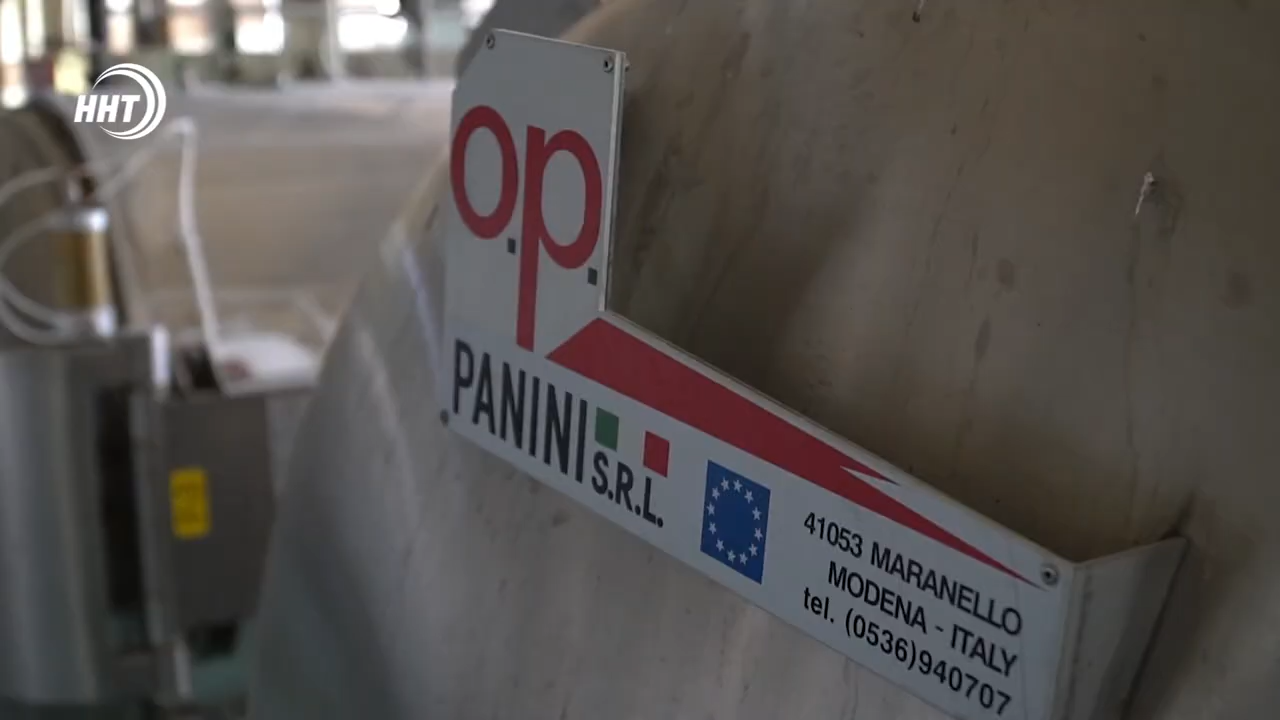 HHT
o.p.
PANINI S.R.L.
41053 MARANELLO
MODENA - ITALY
tel. (0536)940707